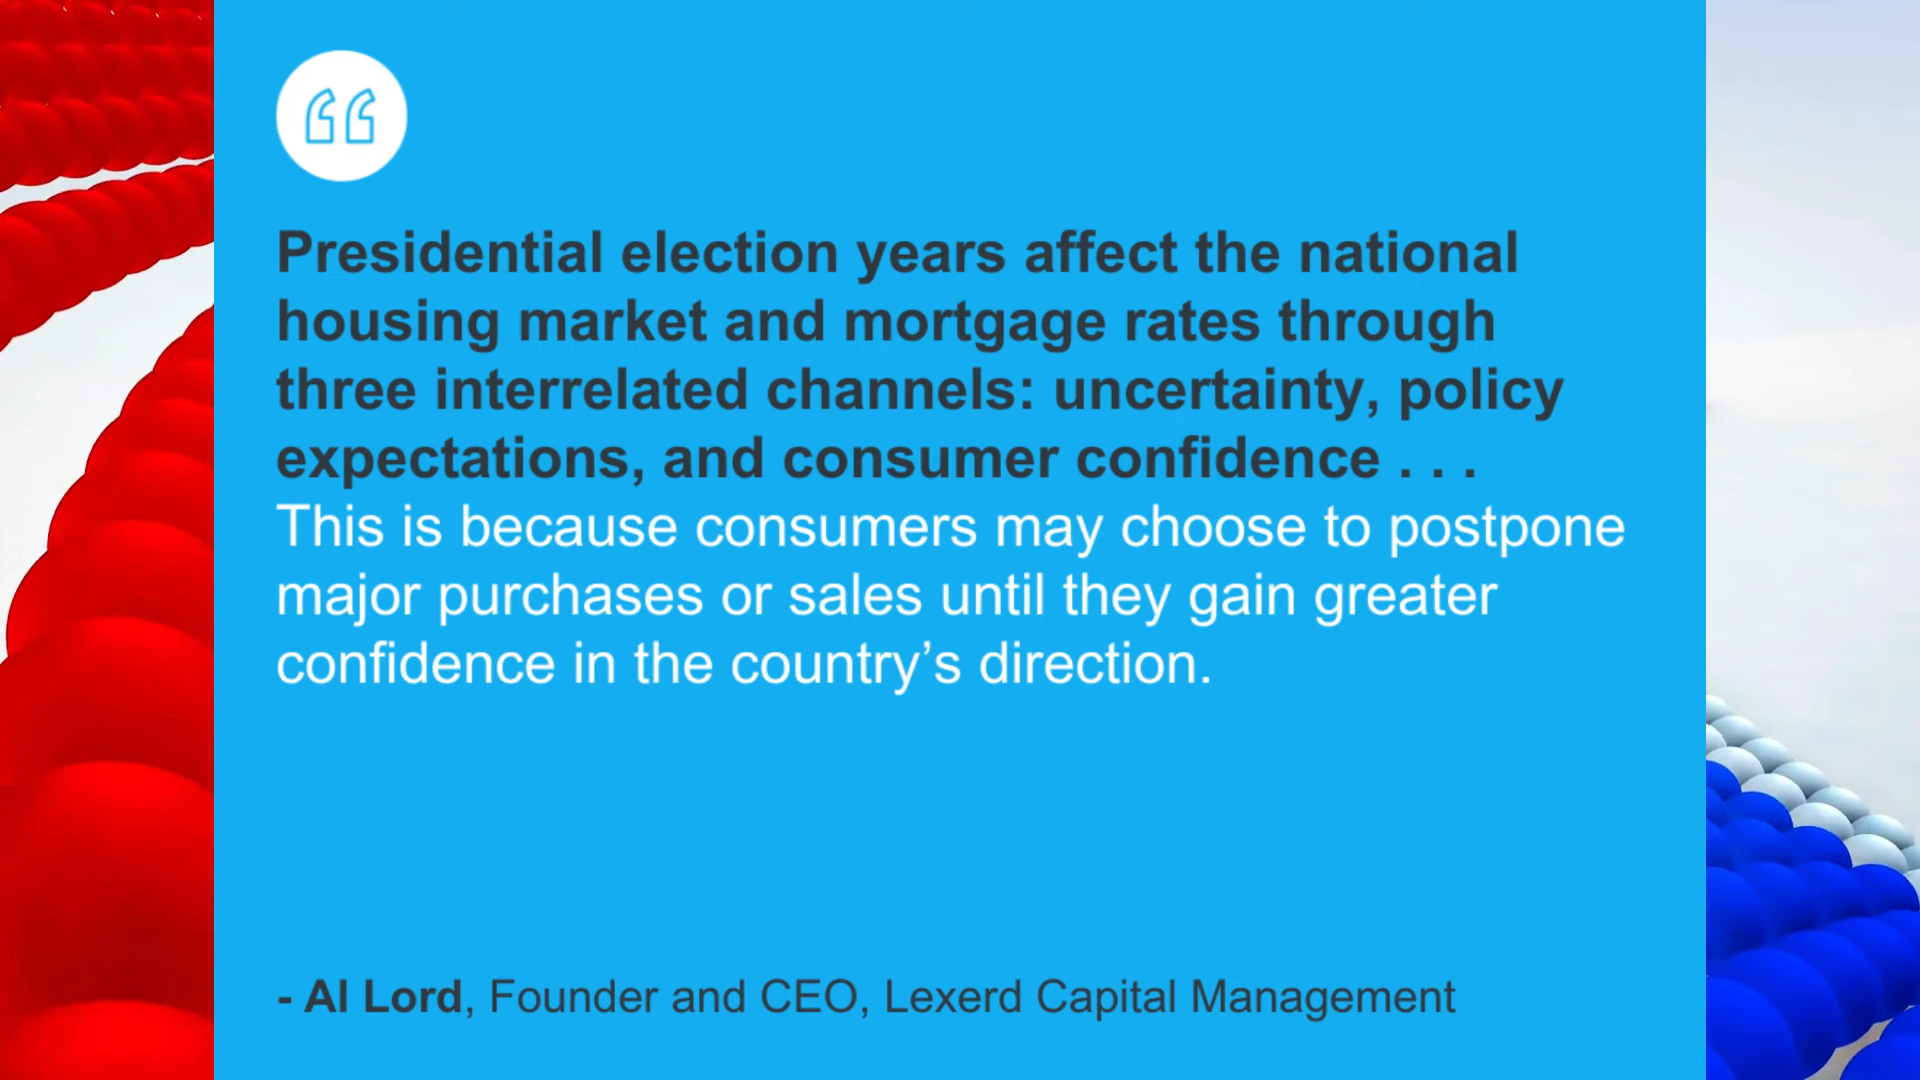 “
Presidential election years affect the national
housing market and mortgage rates through
three interrelated channels: uncertainty, policy
expectations, and consumer confidence . . .
This is because consumers may choose to postpone
major purchases or sales until they gain greater
confidence in the country’s direction.
- Al Lord, Founder and CEO, Lexerd Capital Management